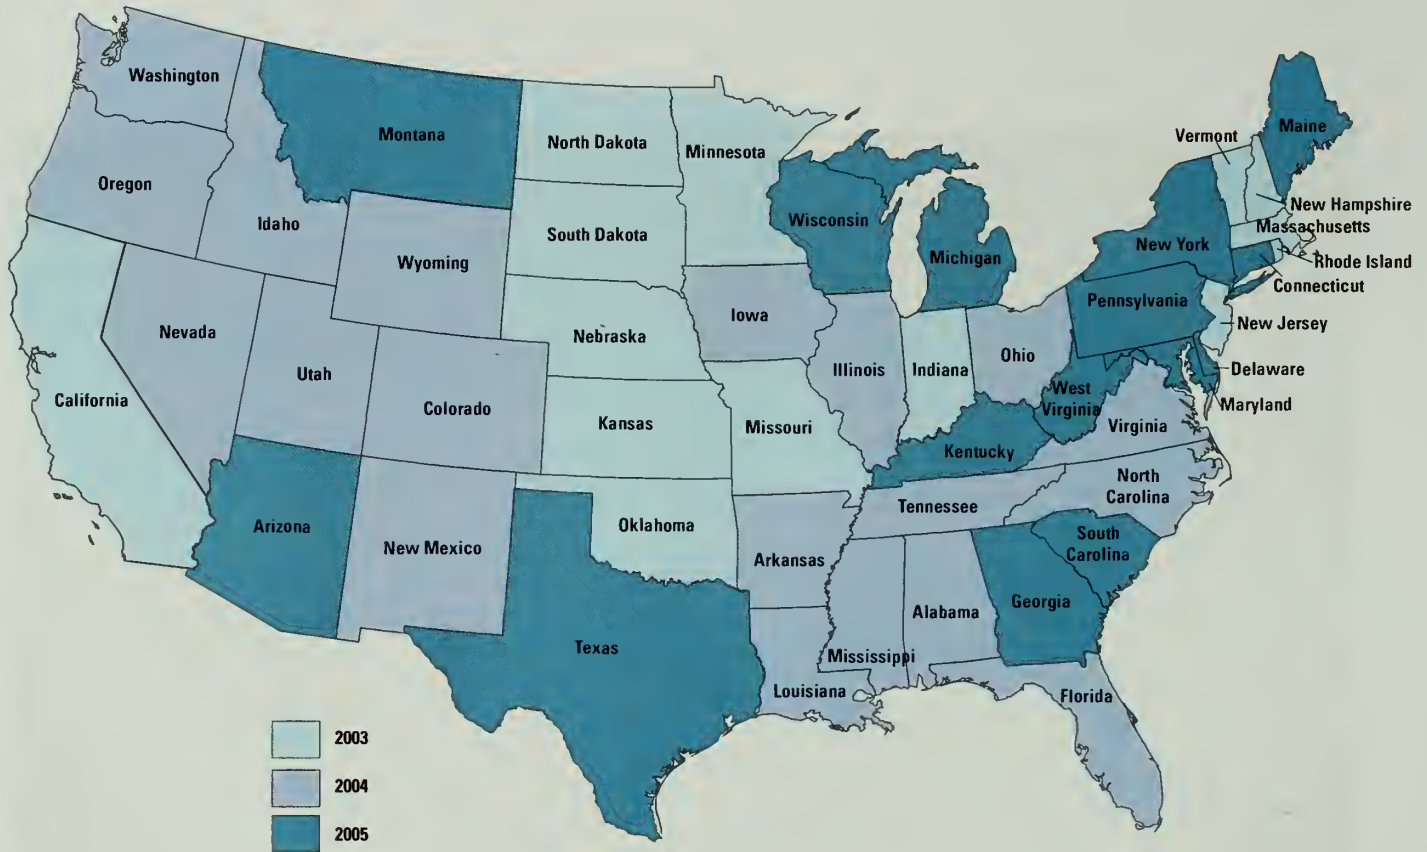 Washington
Montana
North Dakota
Minnesota
Maine
Vermont
Oregon
Idaho
South Dakota
Wisconsin
New Hampshire
Massachusetts
New York
Michigan
Rhode Island
Wyoming
Connecticut
Pennsylvania
Iowa
New Jersey
Nevada
Nebraska
Ohio
Illinois
Indiana
Delaware
Utah
West
Virginia
Maryland
California
Colorado
Kansas
Missouri
Virginia
Kentucky
North
Carolina
Tennessee
Arizona
Oklahoma
South
Carolina
New Mexico
Arkansas
Georgia
Alabama
Texas
Mississippi
Louisiana
Florida
2003
2004
2005